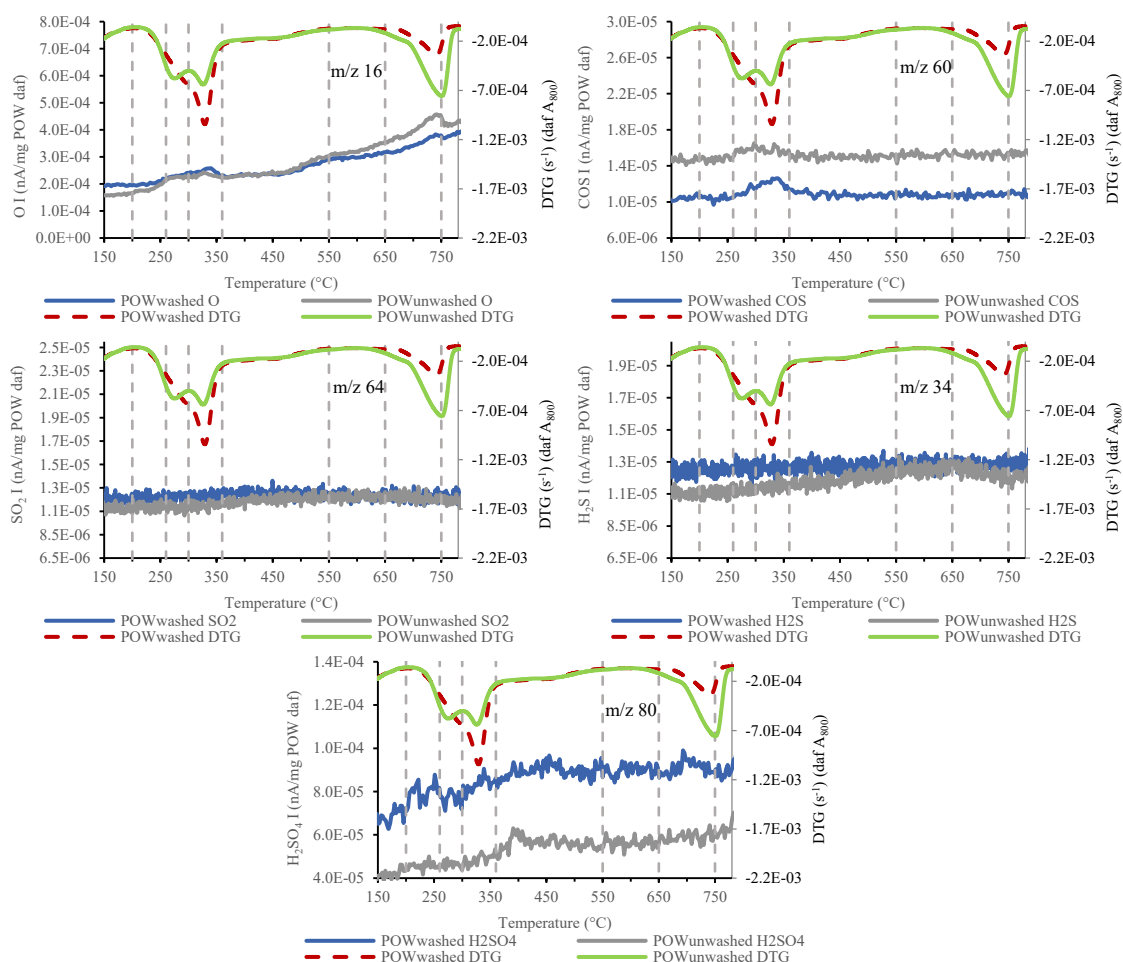 8.0E-04
7.0E-04
6.0E-04
5.0E-04
4.0E-04
3.0E-04
2.0E-04
1.0E-04
0.0E+00
O I (nA/mg POW daf)
m/z 16
-2.0E-04
-7.0E-04
-1.2E-03
-1.7E-03
-2.2E-03
DTG (s⁻¹) (daf A₈₀₀)
150 250 350 450 550 650 750
Temperature (°C)
POWwashed O POWunwashed O
POWwashed DTG POWunwashed DTG
3.0E-05
2.6E-05
2.2E-05
1.8E-05
1.4E-05
1.0E-05
6.0E-06
COS I (nA/mg POW daf)
m/z 60
-2.0E-04
-7.0E-04
-1.2E-03
-1.7E-03
-2.2E-03
DTG (s⁻¹) (daf A₈₀₀)
150 250 350 450 550 650 750
Temperature (°C)
POWwashed COS POWunwashed COS
POWwashed DTG POWunwashed DTG
2.5E-05
2.3E-05
2.1E-05
1.9E-05
1.7E-05
1.5E-05
1.3E-05
1.1E-05
8.5E-06
6.5E-06
SO₂ I (nA/mg POW daf)
m/z 64
-2.0E-04
-7.0E-04
-1.2E-03
-1.7E-03
-2.2E-03
DTG (s⁻¹) (daf A₈₀₀)
150 250 350 450 550 650 750
Temperature (°C)
POWwashed SO2 POWunwashed SO2
POWwashed DTG POWunwashed DTG
1.9E-05
1.7E-05
1.5E-05
1.3E-05
1.1E-05
8.5E-06
6.5E-06
H₂S I (nA/mg POW daf)
m/z 34
-2.0E-04
-7.0E-04
-1.2E-03
-1.7E-03
-2.2E-03
DTG (s⁻¹) (daf A₈₀₀)
150 250 350 450 550 650 750
Temperature (°C)
POWwashed H2S POWunwashed H2S
POWwashed DTG POWunwashed DTG
1.4E-04
1.2E-04
1.0E-04
8.0E-05
6.0E-05
4.0E-05
H₂SO₄ I (nA/mg POW daf)
m/z 80
-2.0E-04
-7.0E-04
-1.2E-03
-1.7E-03
-2.2E-03
DTG (s⁻¹) (daf A₈₀₀)
150 250 350 450 550 650 750
Temperature (°C)
POWwashed H2SO4 POWunwashed H2SO4
POWwashed DTG POWunwashed DTG